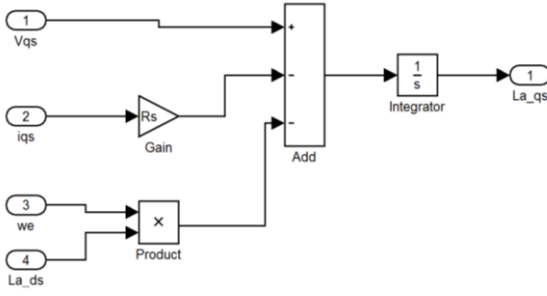 1
Vqs
+
2
iqs
Rs
Gain
−
−
Add
1
s
Integrator
1
La_qs
3
we
4
La_ds
×
Product